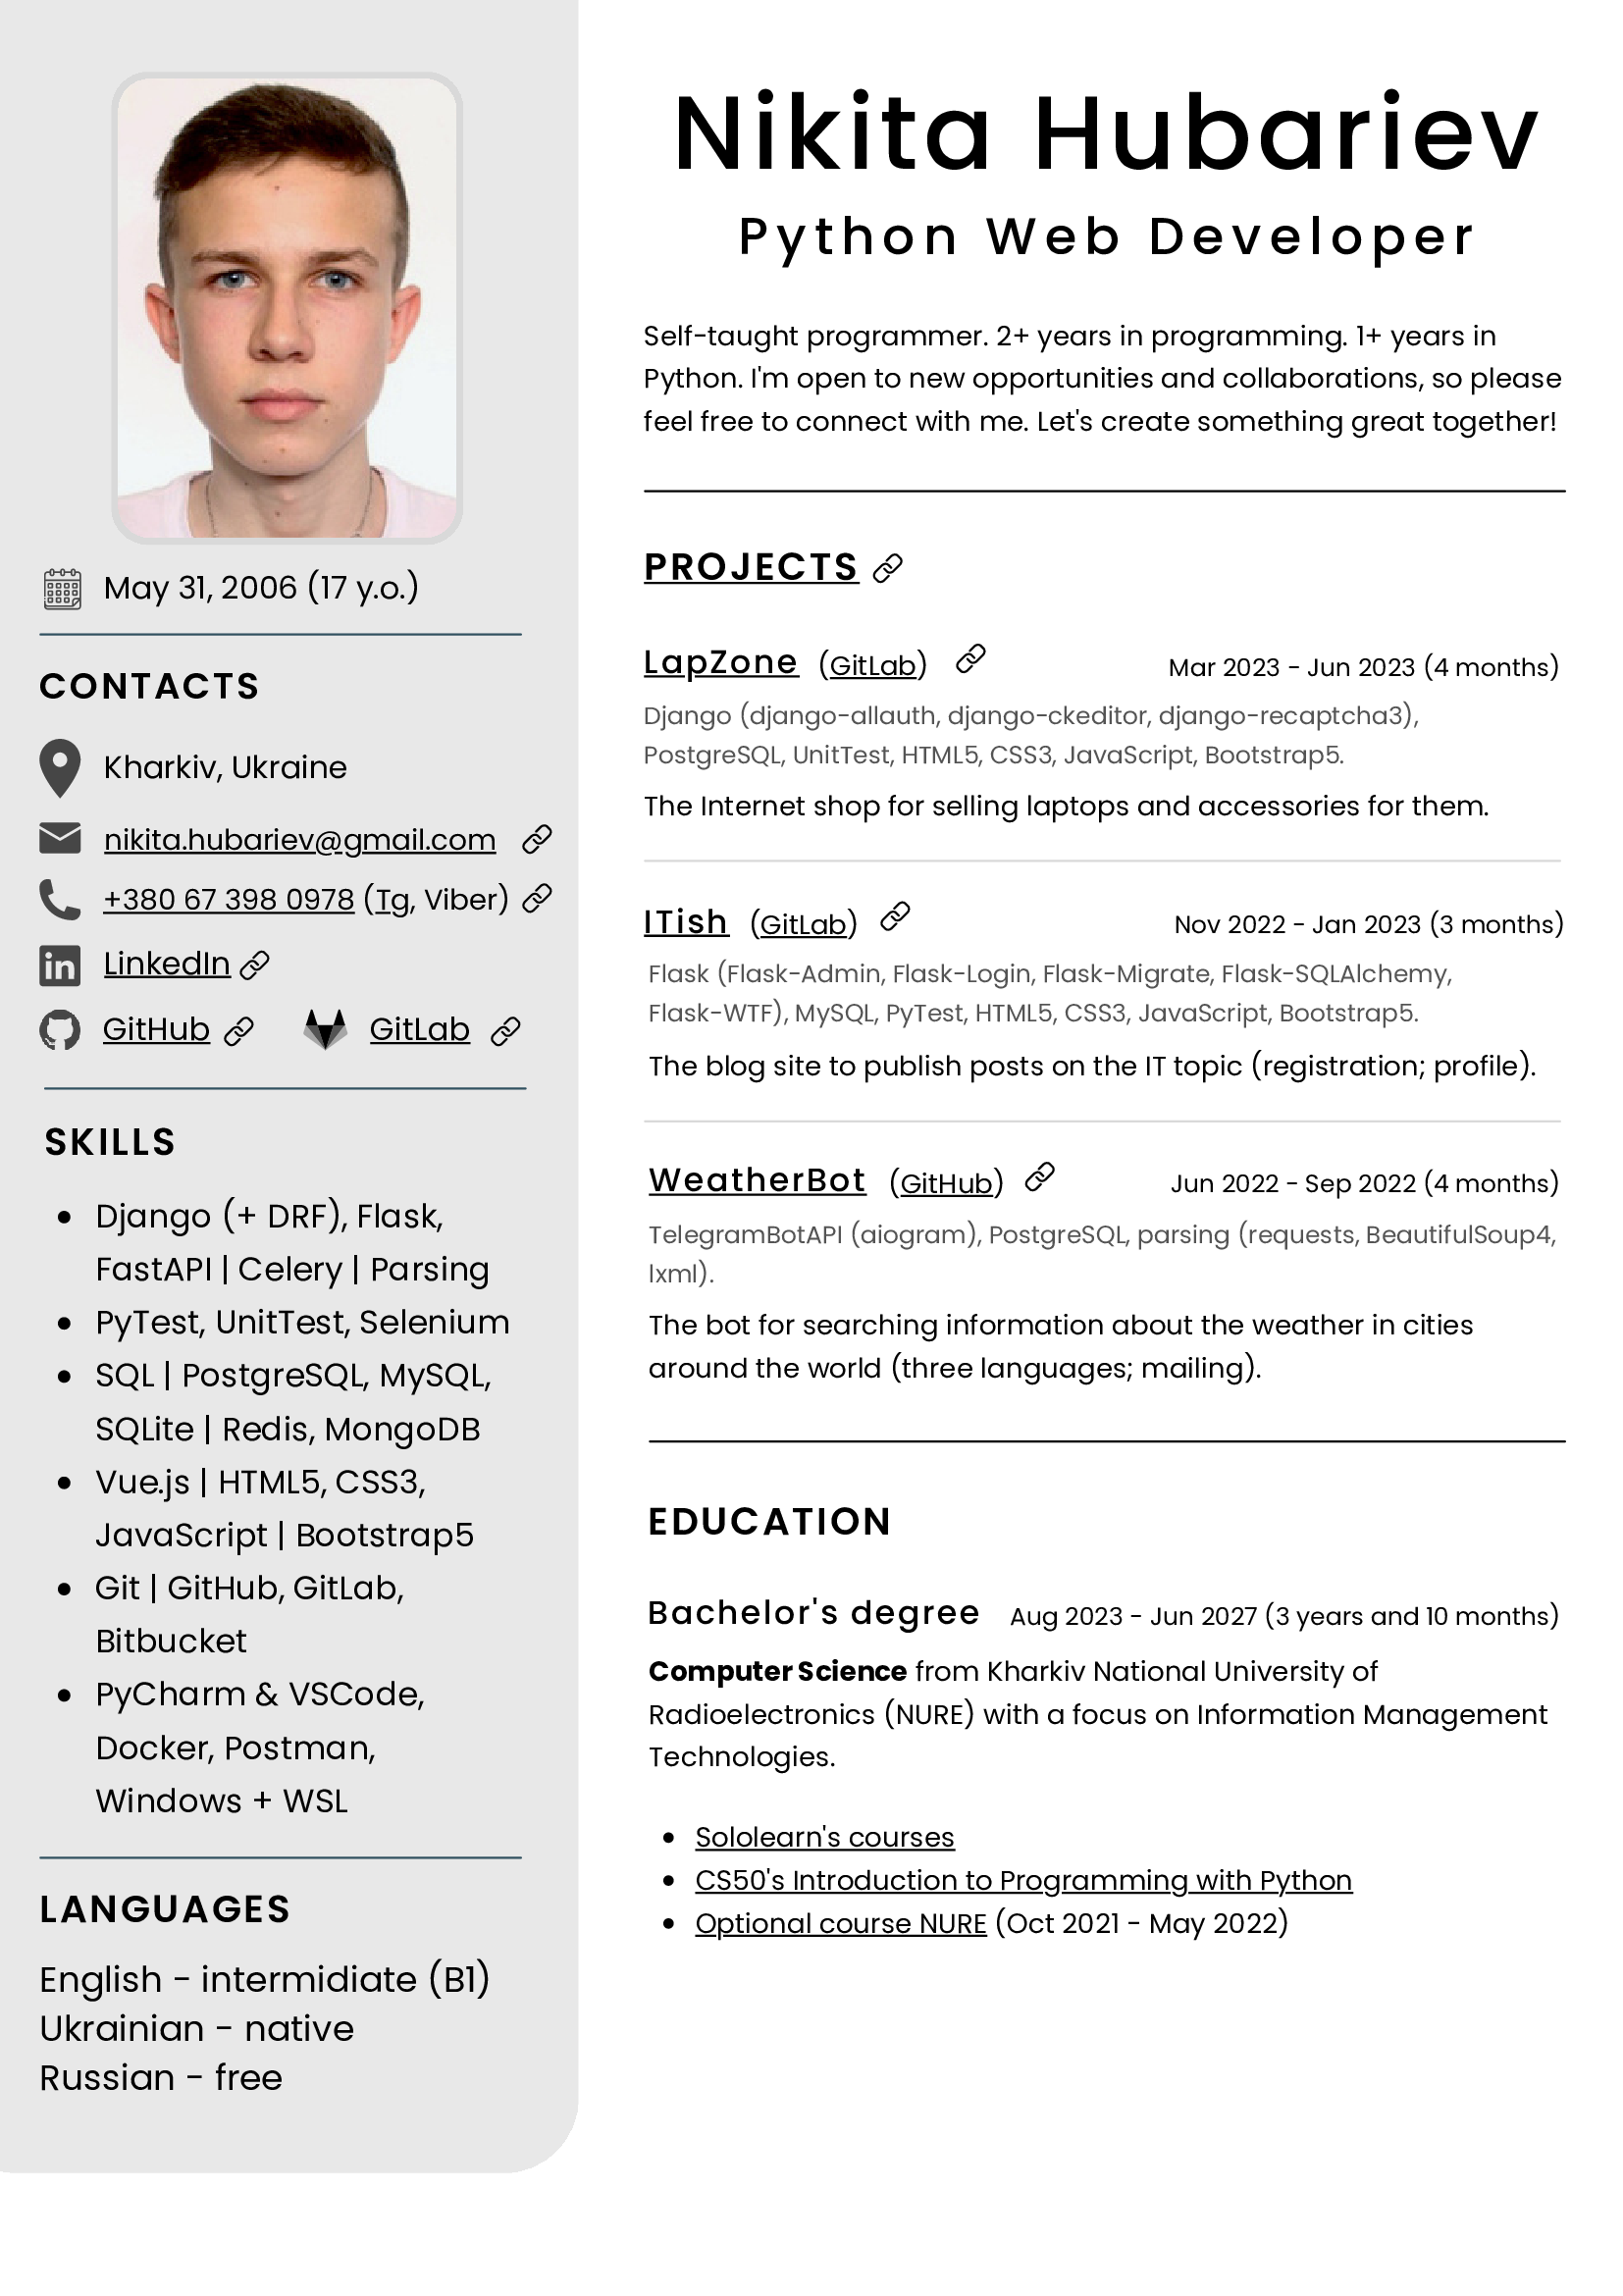 May 31, 2006 (17 y.o.)
CONTACTS
Kharkiv, Ukraine
nikita.hubariev@gmail.com
+380 67 398 0978 (Tg, Viber)
LinkedIn
GitHub GitLab
SKILLS
• Django (+ DRF), Flask,
FastAPI | Celery | Parsing
• PyTest, UnitTest, Selenium
• SQL | PostgreSQL, MySQL,
SQLite | Redis, MongoDB
• Vue.js | HTML5, CSS3,
JavaScript | Bootstrap5
• Git | GitHub, GitLab,
Bitbucket
• PyCharm & VSCode,
Docker, Postman,
Windows + WSL
LANGUAGES
English - intermidiate (B1)
Ukrainian - native
Russian - free
Nikita Hubariev
Python Web Developer
Self-taught programmer. 2+ years in programming. 1+ years in
Python. I'm open to new opportunities and collaborations, so please
feel free to connect with me. Let's create something great together!
PROJECTS
LapZone (GitLab) Mar 2023 - Jun 2023 (4 months)
Django (django-allauth, django-ckeditor, django-recaptcha3),
PostgreSQL, UnitTest, HTML5, CSS3, JavaScript, Bootstrap5.
The Internet shop for selling laptops and accessories for them.
ITish (GitLab) Nov 2022 - Jan 2023 (3 months)
Flask (Flask-Admin, Flask-Login, Flask-Migrate, Flask-SQLAlchemy,
Flask-WTF), MySQL, PyTest, HTML5, CSS3, JavaScript, Bootstrap5.
The blog site to publish posts on the IT topic (registration; profile).
WeatherBot (GitHub) Jun 2022 - Sep 2022 (4 months)
TelegramBotAPI (aiogram), PostgreSQL, parsing (requests, BeautifulSoup4,
lxml).
The bot for searching information about the weather in cities
around the world (three languages; mailing).
EDUCATION
Bachelor's degree Aug 2023 - Jun 2027 (3 years and 10 months)
Computer Science from Kharkiv National University of
Radioelectronics (NURE) with a focus on Information Management
Technologies.
• Sololearn's courses
• CS50's Introduction to Programming with Python
• Optional course NURE (Oct 2021 - May 2022)